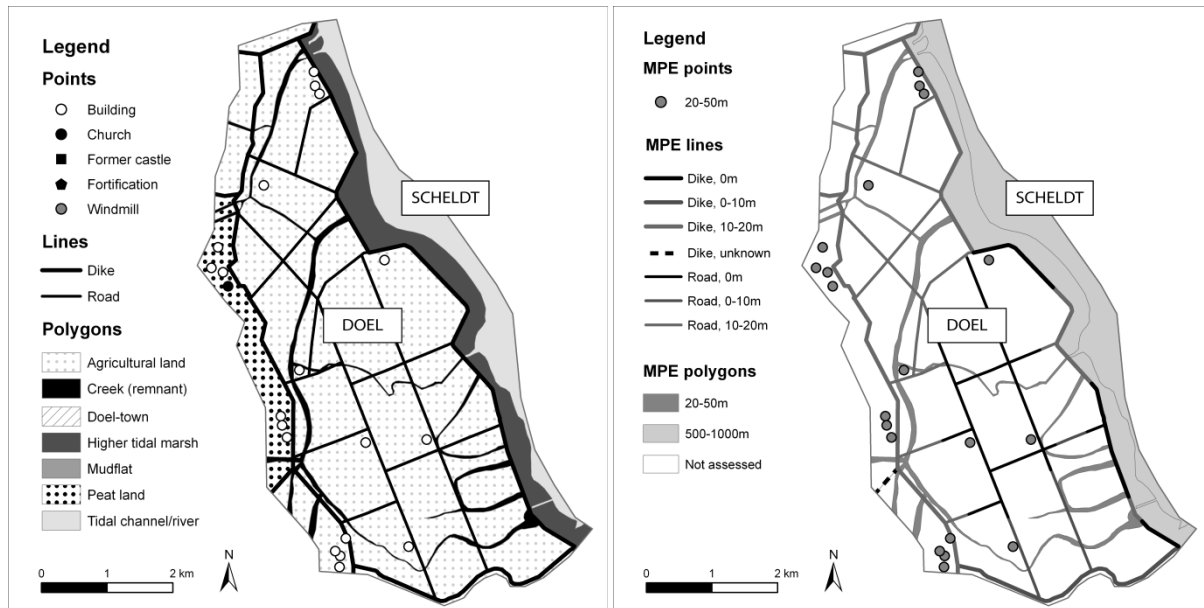 Legend
Points
Building
Church
Former castle
Fortification
Windmill
Lines
Dike
Road
Polygons
Agricultural land
Creek (remnant)
Doel-town
Higher tidal marsh
Mudflat
Peat land
Tidal channel/river
0 1 2 km
N
SCHELDT
DOEL
Legend
MPE points
20-50m
MPE lines
Dike, 0m
Dike, 0-10m
Dike, 10-20m
Dike, unknown
Road, 0m
Road, 0-10m
Road, 10-20m
MPE polygons
20-50m
500-1000m
Not assessed
0 1 2 km
N
SCHELDT
DOEL